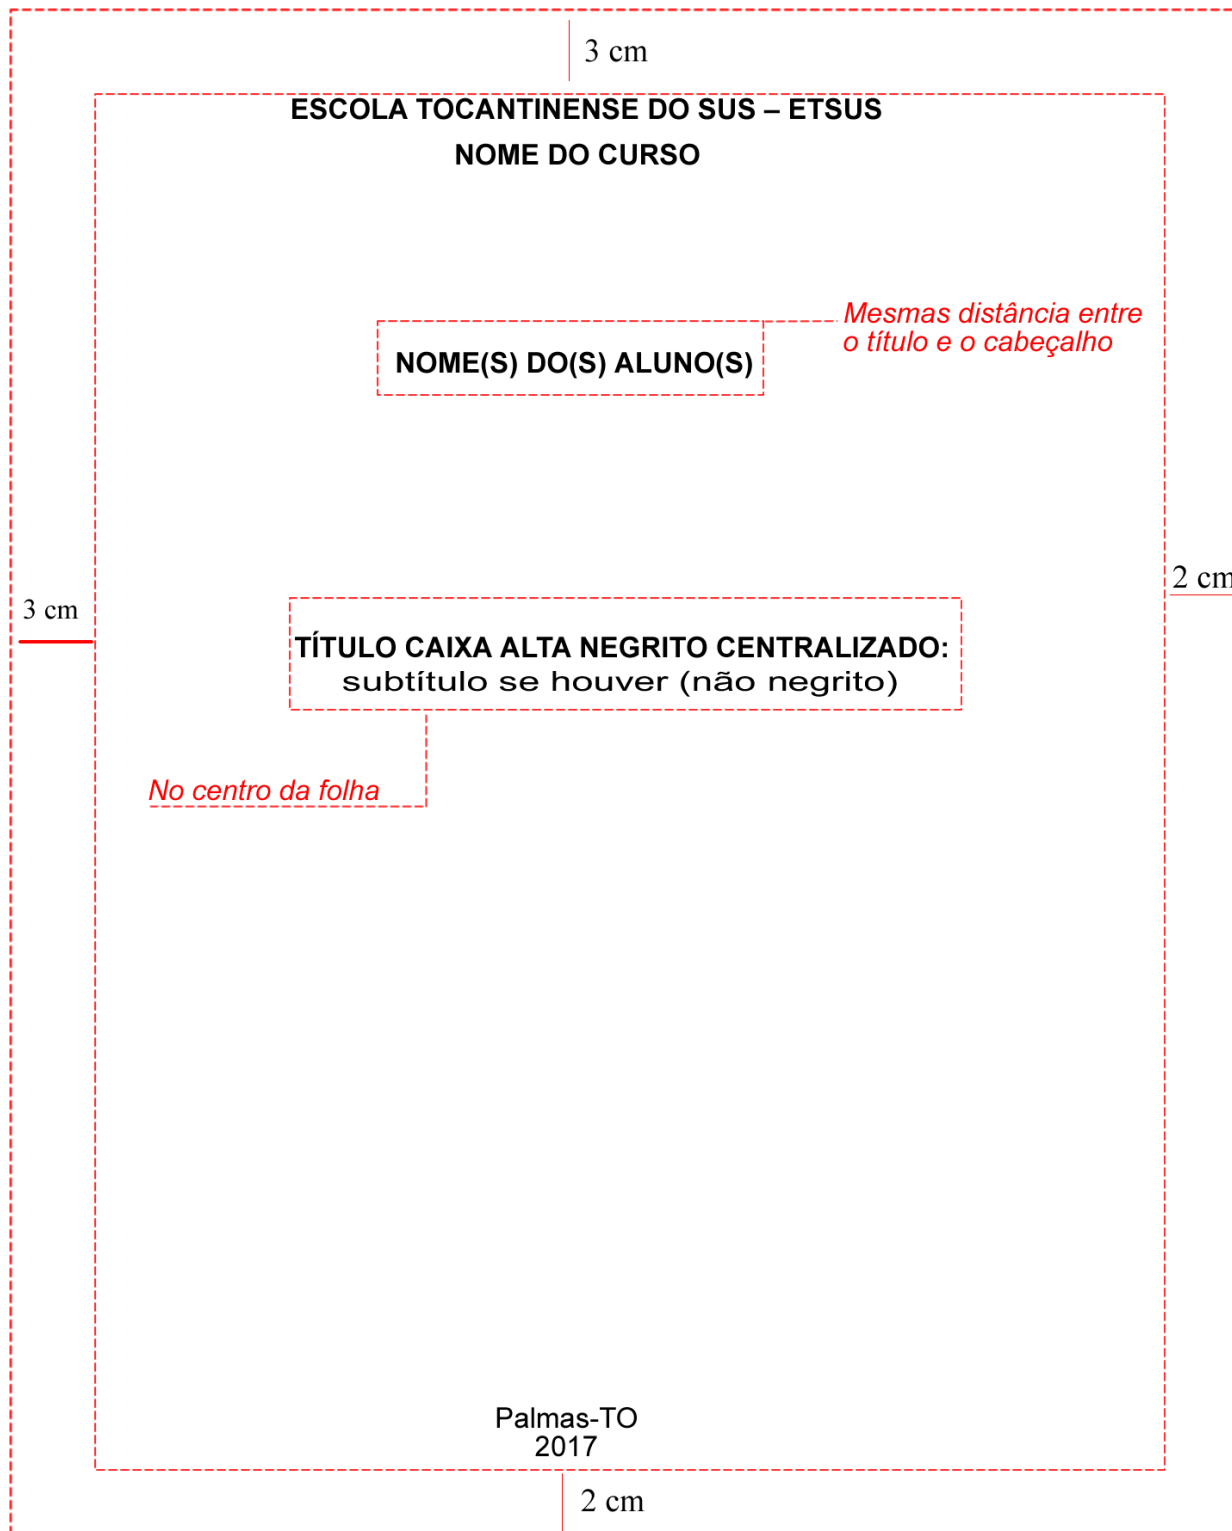 3 cm
ESCOLA TOCANTINENSE DO SUS – ETSUS
NOME DO CURSO
Mesmas distância entre
o título e o cabeçalho
NOME(S) DO(S) ALUNO(S)
2 cm
3 cm
TÍTULO CAIXA ALTA NEGRITO CENTRALIZADO:
subtítulo se houver (não negrito)
No centro da folha
Palmas-TO
2017
2 cm